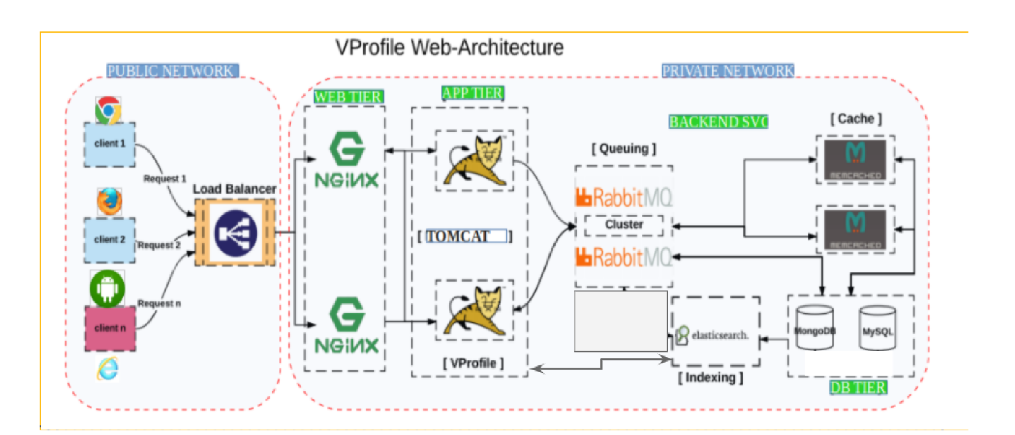 VProfile Web-Architecture
PUBLIC NETWORK
PRIVATE NETWORK
WEB TIER
APP TIER
BACKEND SVC
[ Cache ]
client 1
[ Queuing ]
NGINX
MEMCACHED
Request 1
Load Balancer
RabbitMQ
Cluster
client 2
Request 2
[ TOMCAT ]
MEMCACHED
RabbitMQ
Request n
client n
NGINX
MongoDB
MySQL
elasticsearch.
[ VProfile ]
[ Indexing ]
DB TIER